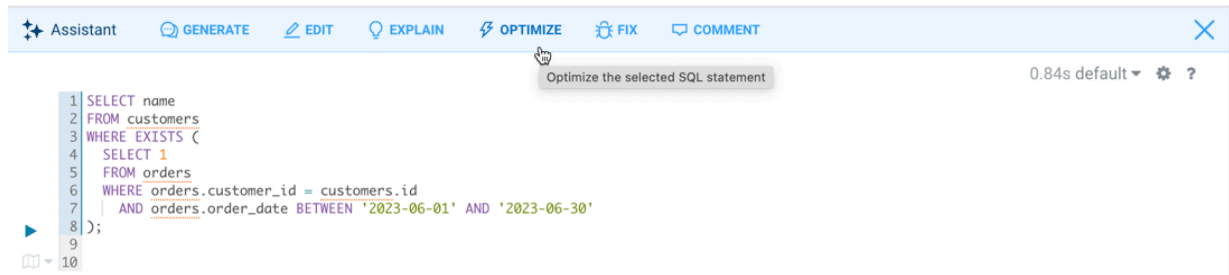 Assistant GENERATE EDIT EXPLAIN OPTIMIZE FIX COMMENT
Optimize the selected SQL statement
0.84s default ?
1 SELECT name
2 FROM customers
3 WHERE EXISTS (
4   SELECT 1
5   FROM orders
6   WHERE orders.customer_id = customers.id
7     AND orders.order_date BETWEEN '2023-06-01' AND '2023-06-30'
8 );
9
10